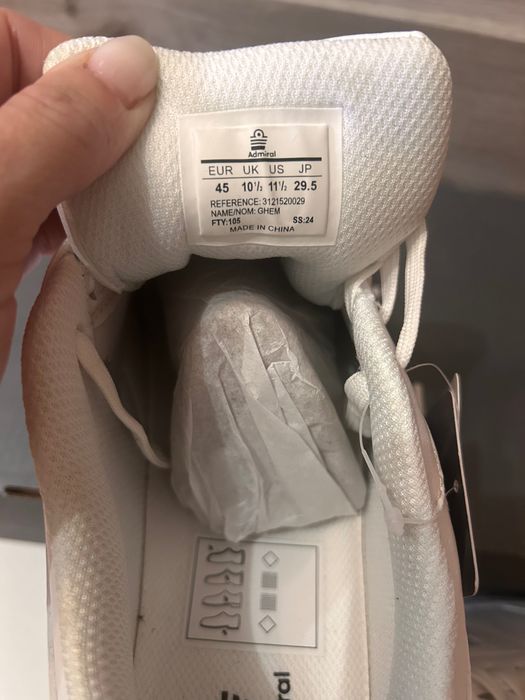 Admiral
EUR UK US JP
45 10½ 11½ 29.5
REFERENCE: 3121520029
NAME/NOM: GHEM
FTY:105 SS:24
MADE IN CHINA